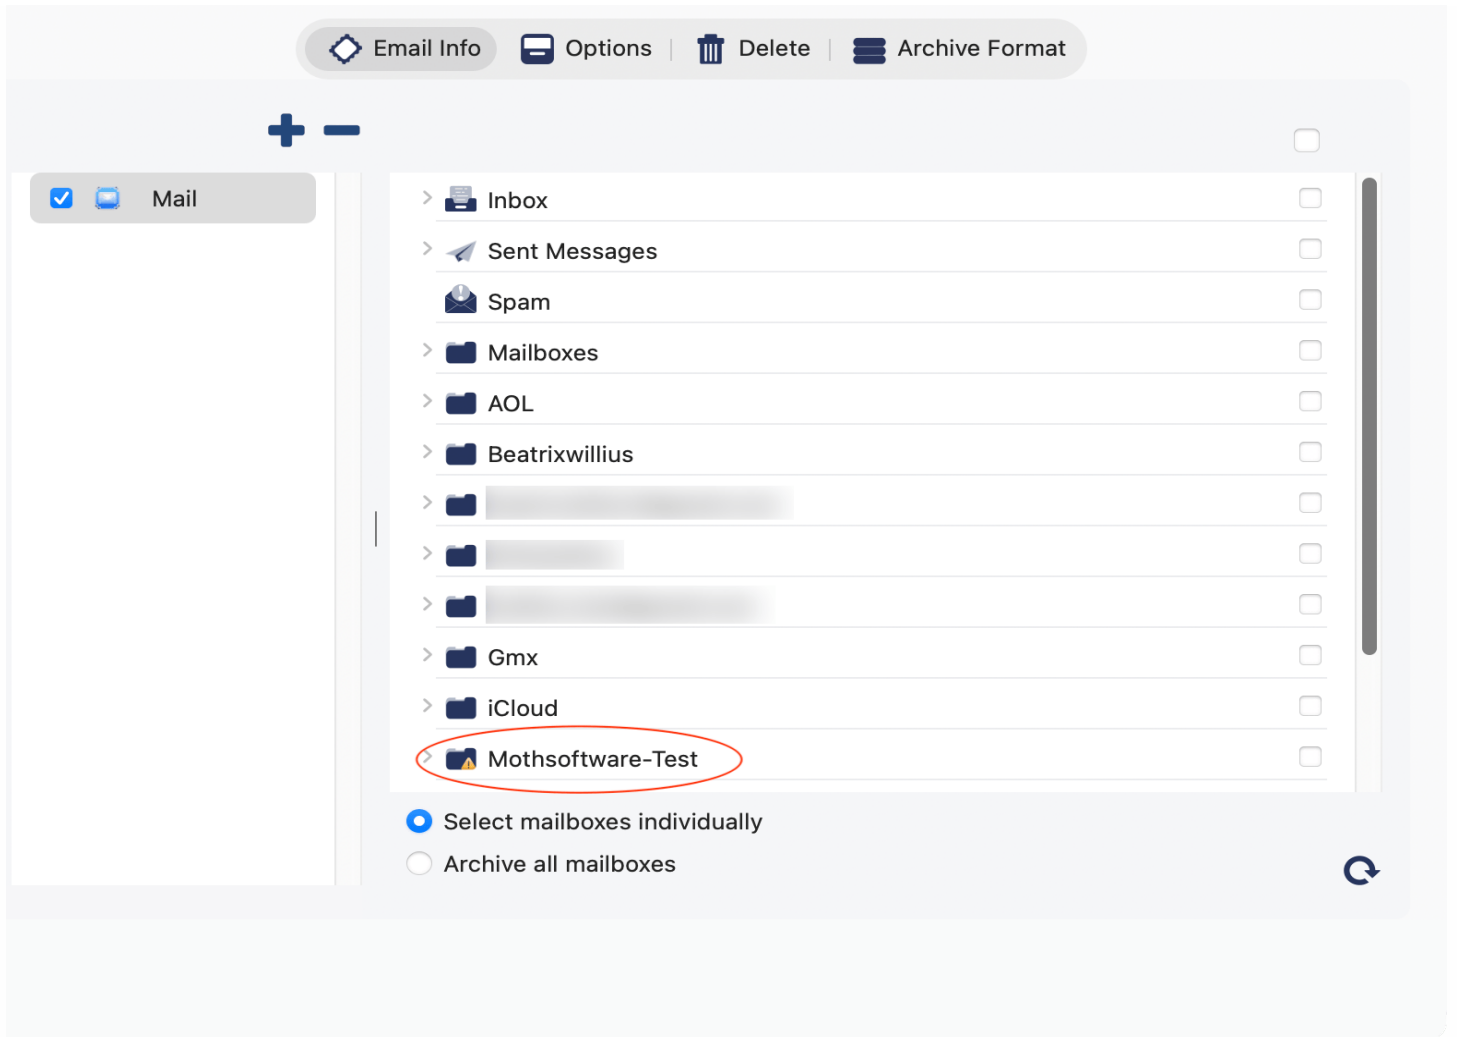 Email Info Options Delete Archive Format
Mail
Inbox
Sent Messages
Spam
Mailboxes
AOL
Beatrixwillius
Gmx
iCloud
Mothsoftware-Test
Select mailboxes individually
Archive all mailboxes